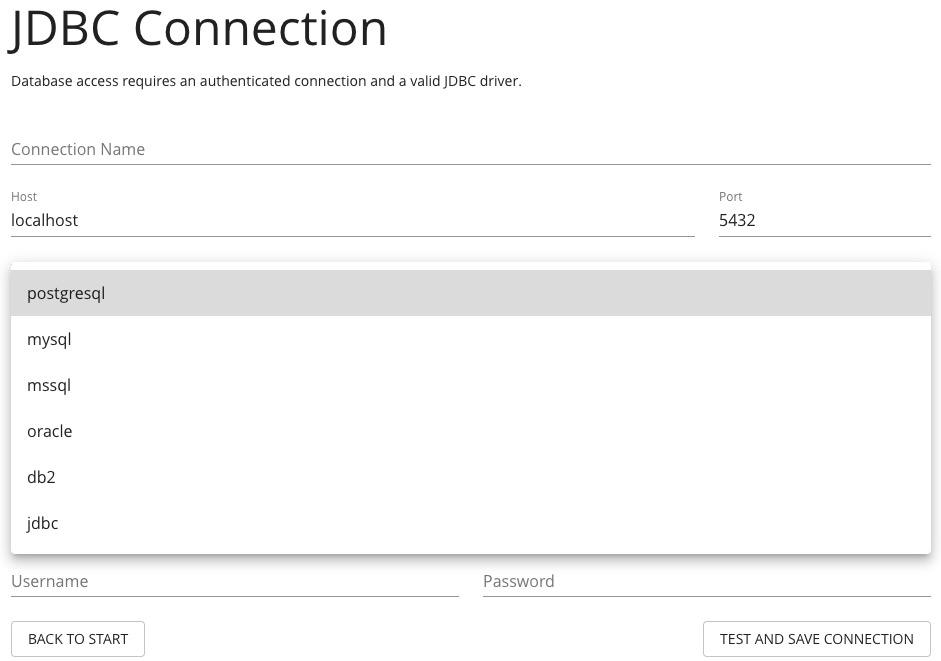 JDBC Connection
Database access requires an authenticated connection and a valid JDBC driver.
Connection Name
Host
localhost
Port
5432
postgresql
mysql
mssql
oracle
db2
jdbc
Username
Password
BACK TO START
TEST AND SAVE CONNECTION